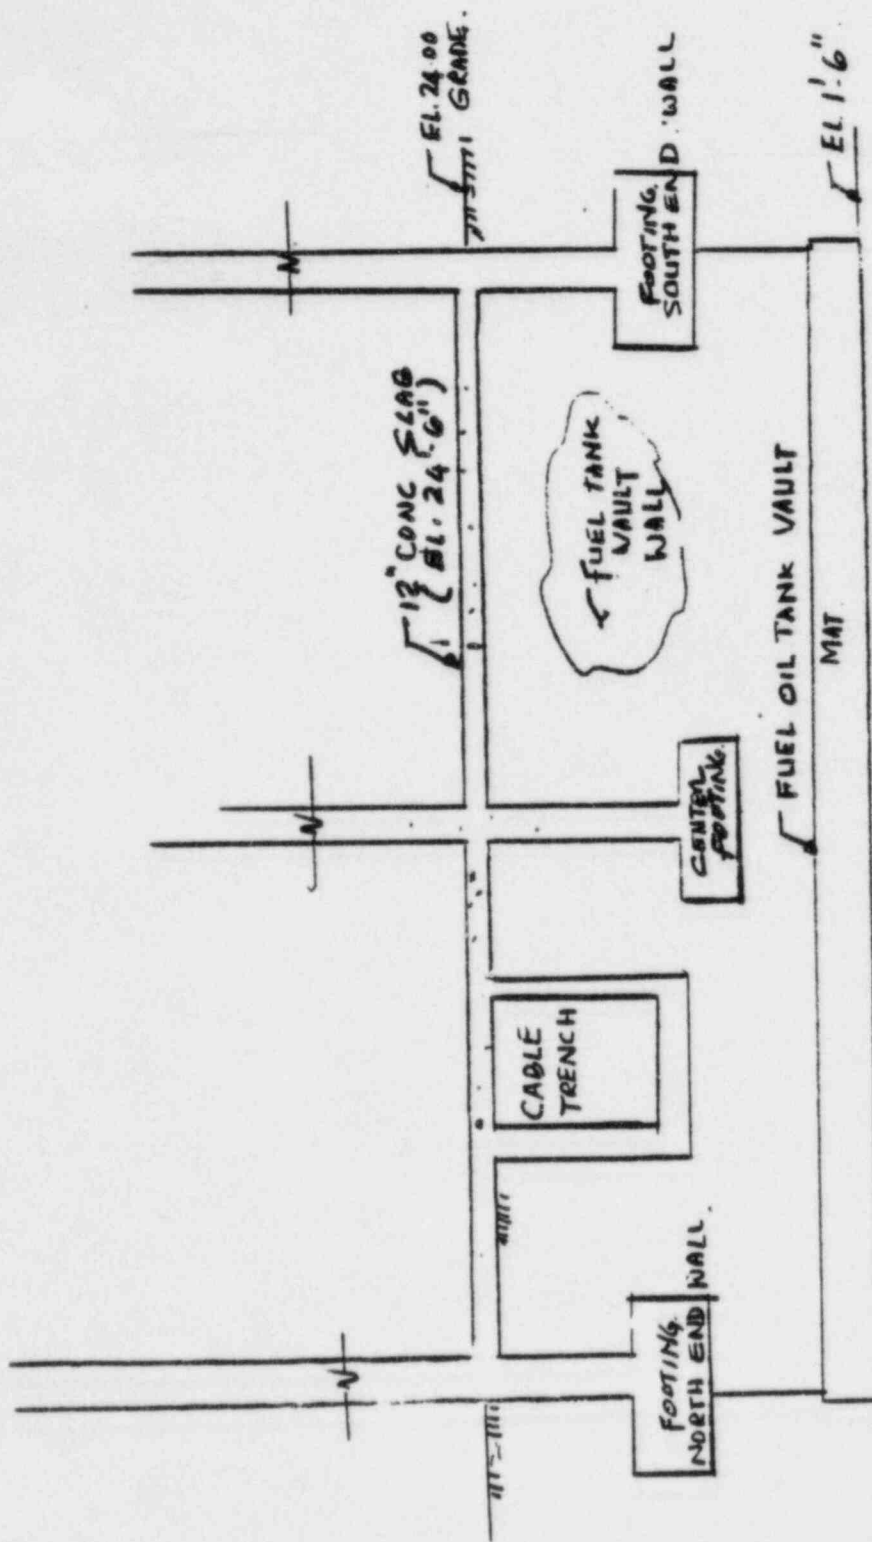 EL. 24.00
GRADE.
12" CONC SLAB
(EL. 24'-6")
FUEL TANK
VAULT
WALL
FOOTING.
SOUTH END WALL
CABLE
TRENCH
CENTER
FOOTING.
FOOTING.
NORTH END WALL.
FUEL OIL TANK VAULT
MAT
EL 1'-6"